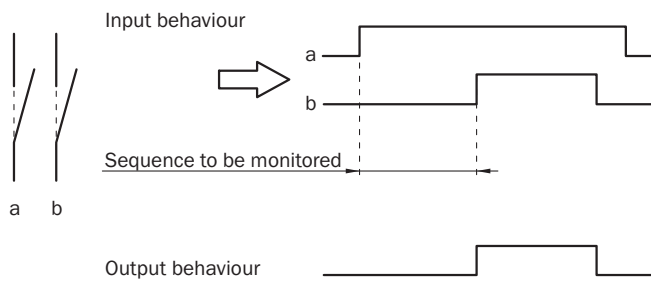 Input behaviour
a
b
Sequence to be monitored
a b
Output behaviour